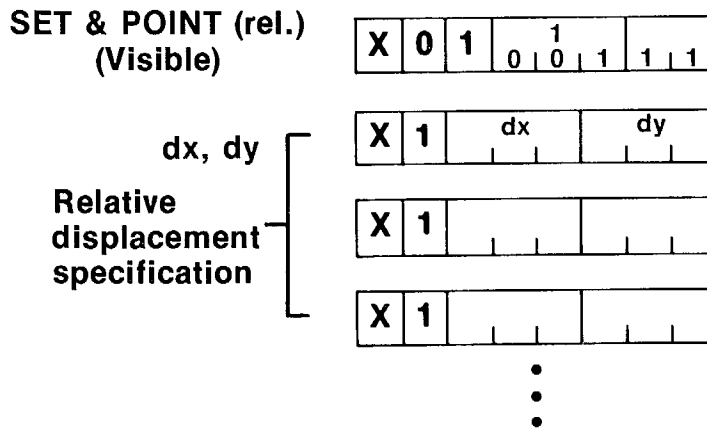 SET & POINT (rel.)
(Visible)
X 0 1 1 0 0 1 1 1
dx, dy
X 1 dx dy
Relative
displacement
specification
X 1
X 1